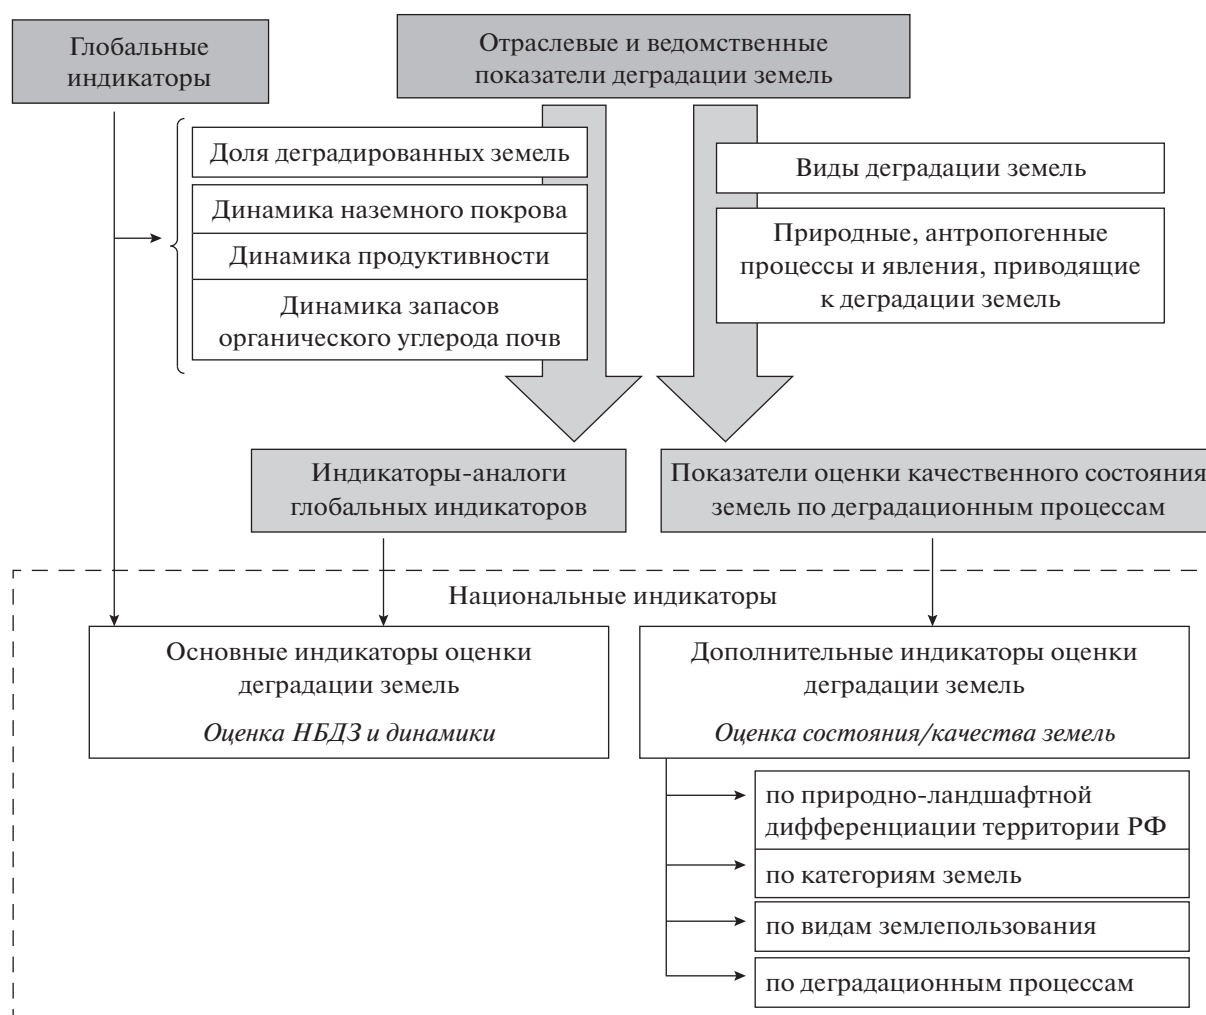 Глобальные
индикаторы
Отраслевые и ведомственные
показатели деградации земель
Доля деградированных земель
Динамика наземного покрова
Динамика продуктивности
Динамика запасов
органического углерода почв
Виды деградации земель
Природные, антропогенные
процессы и явления, приводящие
к деградации земель
Индикаторы-аналоги
глобальных индикаторов
Показатели оценки качественного состояния
земель по деградационным процессам
Национальные индикаторы
Основные индикаторы оценки
деградации земель
Оценка НБДЗ и динамики
Дополнительные индикаторы оценки
деградации земель
Оценка состояния/качества земель
по природно-ландшафтной
дифференциации территории РФ
по категориям земель
по видам землепользования
по деградационным процессам